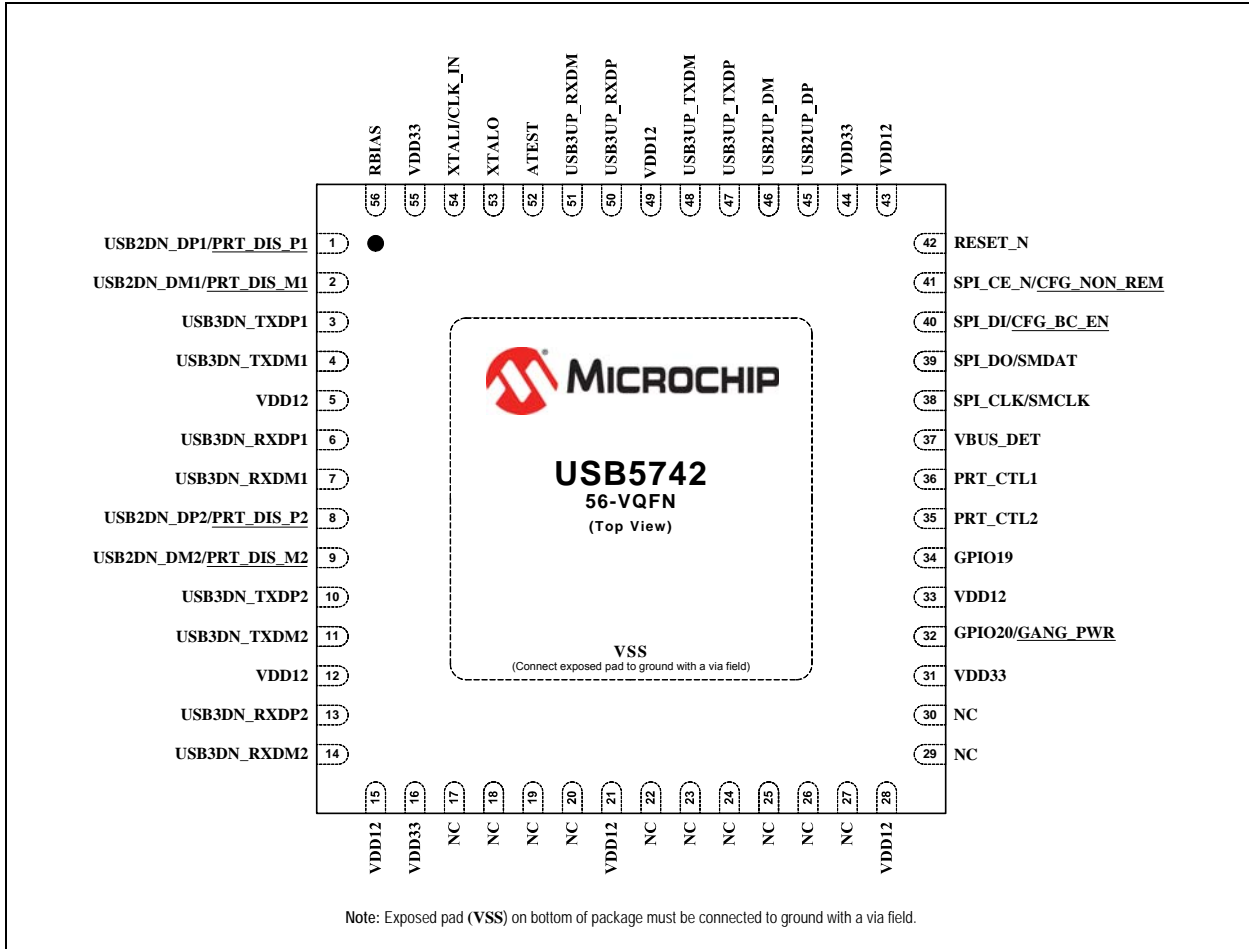 RBIAS
VDD33
XTALI/CLK_IN
XTALO
ATEST
USB3UP_RXDM
USB3UP_RXDP
VDD12
USB3UP_TXDM
USB3UP_TXDP
USB2UP_DM
USB2UP_DP
VDD33
VDD12
56
55
54
53
52
51
50
49
48
47
46
45
44
43
USB2DN_DP1/PRT_DIS_P1 1
USB2DN_DM1/PRT_DIS_M1 2
USB3DN_TXDP1 3
USB3DN_TXDM1 4
VDD12 5
USB3DN_RXDP1 6
USB3DN_RXDM1 7
USB2DN_DP2/PRT_DIS_P2 8
USB2DN_DM2/PRT_DIS_M2 9
USB3DN_TXDP2 10
USB3DN_TXDM2 11
VDD12 12
USB3DN_RXDP2 13
USB3DN_RXDM2 14
MICROCHIP
USB5742
56-VQFN
(Top View)
VSS
(Connect exposed pad to ground with a via field)
42 RESET_N
41 SPI_CE_N/CFG_NON_REM
40 SPI_DI/CFG_BC_EN
39 SPI_DO/SMDAT
38 SPI_CLK/SMCLK
37 VBUS_DET
36 PRT_CTL1
35 PRT_CTL2
34 GPIO19
33 VDD12
32 GPIO20/GANG_PWR
31 VDD33
30 NC
29 NC
15
16
17
18
19
20
21
22
23
24
25
26
27
28
VDD12
VDD33
NC
NC
NC
NC
VDD12
NC
NC
NC
NC
NC
NC
VDD12
Note: Exposed pad (VSS) on bottom of package must be connected to ground with a via field.